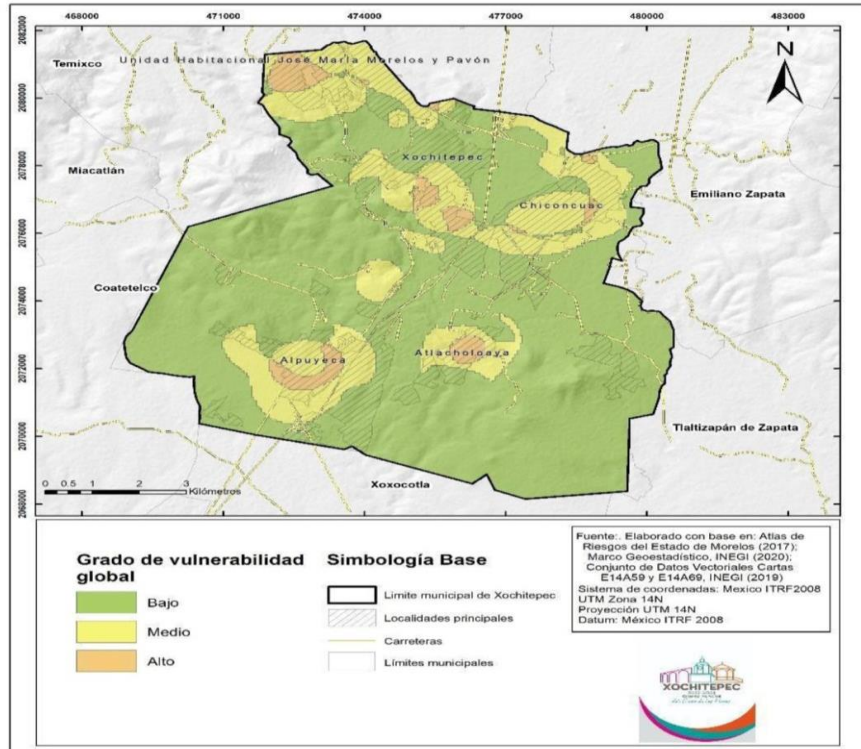 468000 471000 474000 477000 480000 483000
2082000
2080000
2078000
2076000
2074000
2072000
2070000
2068000
N
Temixco
Unidad Habitacional José María Morelos y Pavón
Miacatlán
Xochitepec
Chiconcuac
Emiliano Zapata
Coatetelco
Alpuyeca
Atlacholoaya
Tlaltizapán de Zapata
Xoxocotla
0 0.5 1 2 3
Kilómetros
Grado de vulnerabilidad
global
Bajo
Medio
Alto
Simbología Base
Limite municipal de Xochitepec
Localidades principales
Carreteras
Límites municipales
Fuente:. Elaborado con base en: Atlas de
Riesgos del Estado de Morelos (2017);
Marco Geoestadístico, INEGI (2020);
Conjunto de Datos Vectoriales Cartas
E14A59 y E14A69, INEGI (2019)
Sistema de coordenadas: Mexico ITRF2008
UTM Zona 14N
Proyección UTM 14N
Datum: México ITRF 2008
XOCHITEPEC